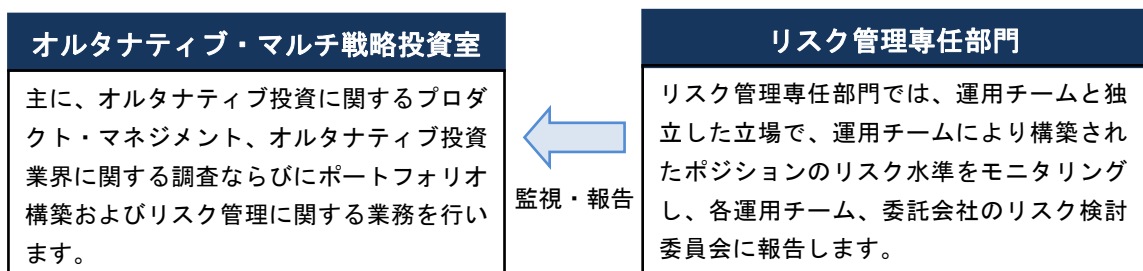 オルタナティブ・マルチ戦略投資室
主に、オルタナティブ投資に関するプロダ
クト・マネジメント、オルタナティブ投資
業界に関する調査ならびにポートフォリオ
構築およびリスク管理に関する業務を行い
ます。
監視・報告
リスク管理専任部門
リスク管理専任部門では、運用チームと独
立した立場で、運用チームにより構築され
たポジションのリスク水準をモニタリング
し、各運用チーム、委託会社のリスク検討
委員会に報告します。